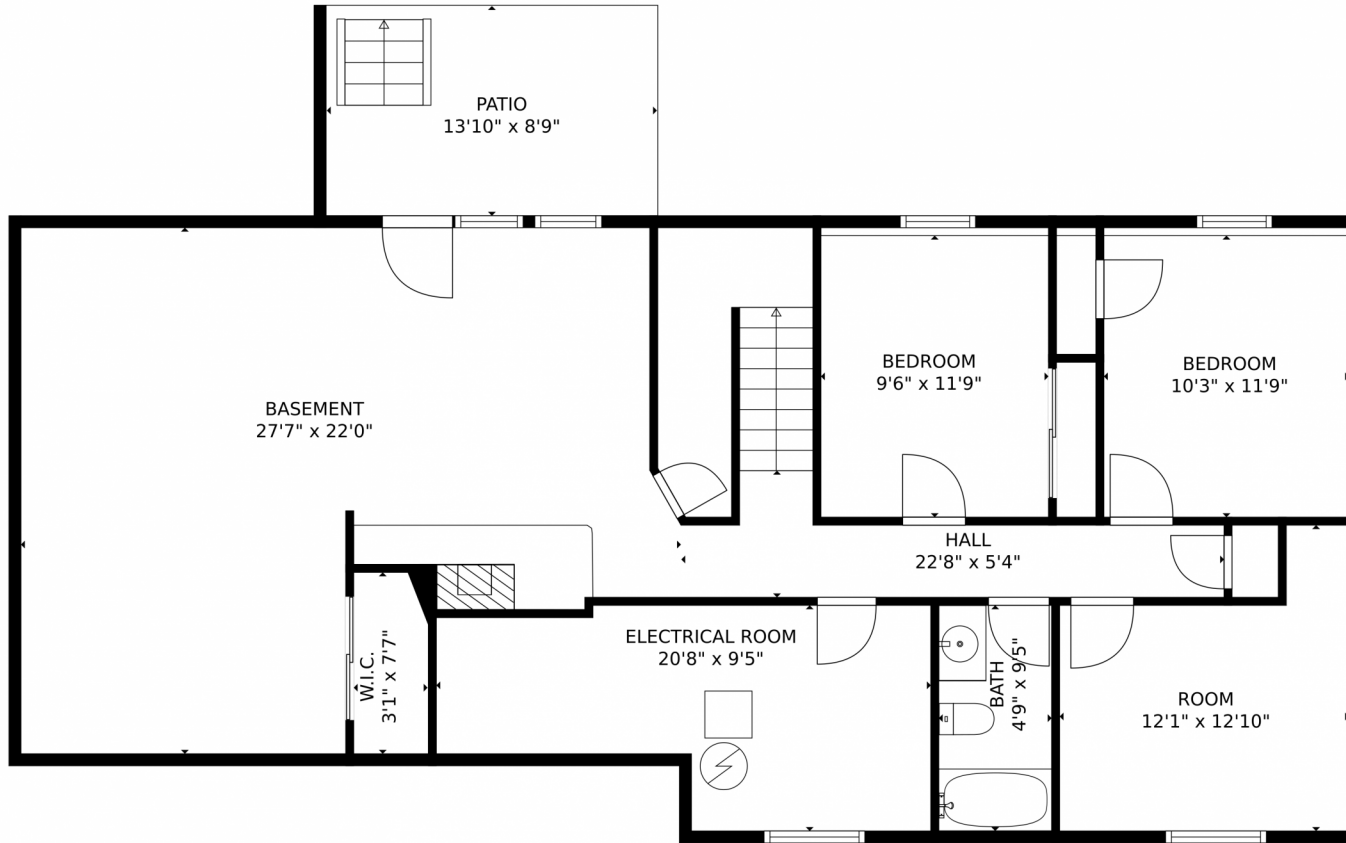 PATIO
13'10" x 8'9"
BASEMENT
27'7" x 22'0"
BEDROOM
9'6" x 11'9"
BEDROOM
10'3" x 11'9"
HALL
22'8" x 5'4"
W.I.C.
3'1" x 7'7"
ELECTRICAL ROOM
20'8" x 9'5"
BATH
4'9" x 9'5"
ROOM
12'1" x 12'10"